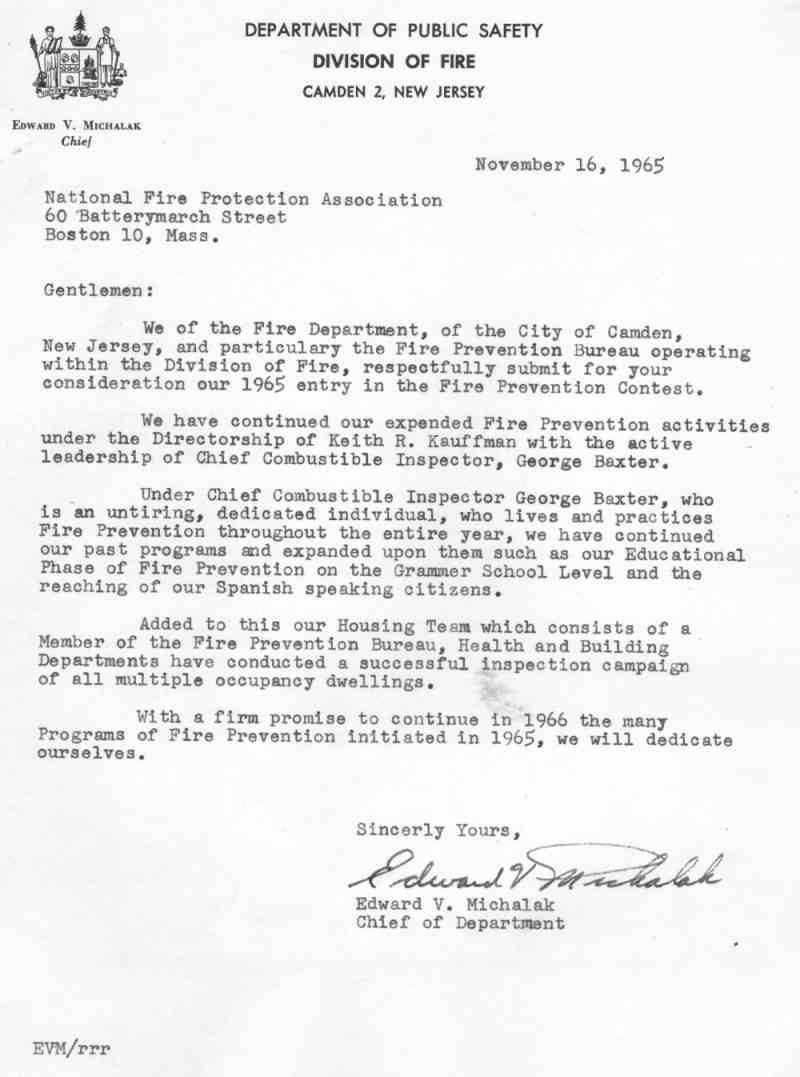 DEPARTMENT OF PUBLIC SAFETY
DIVISION OF FIRE
CAMDEN 2, NEW JERSEY
EDWARD V. MICHALAK
Chief
November 16, 1965
National Fire Protection Association
60 Batterymarch Street
Boston 10, Mass.
Gentlemen:
We of the Fire Department, of the City of Camden,
New Jersey, and particulary the Fire Prevention Bureau operating
within the Division of Fire, respectfully submit for your
consideration our 1965 entry in the Fire Prevention Contest.
We have continued our expended Fire Prevention activities
under the Directorship of Keith R. Kauffman with the active
leadership of Chief Combustible Inspector, George Baxter.
Under Chief Combustible Inspector George Baxter, who
is an untiring, dedicated individual, who lives and practices
Fire Prevention throughout the entire year, we have continued
our past programs and expanded upon them such as our Educational
Phase of Fire Prevention on the Grammer School Level and the
reaching of our Spanish speaking citizens.
Added to this our Housing Team which consists of a
Member of the Fire Prevention Bureau, Health and Building
Departments have conducted a successful inspection campaign
of all multiple occupancy dwellings.
With a firm promise to continue in 1966 the many
Programs of Fire Prevention initiated in 1965, we will dedicate
ourselves.
Sincerly Yours,
Edward V Michalak
Edward V. Michalak
Chief of Department
EVM/rrr